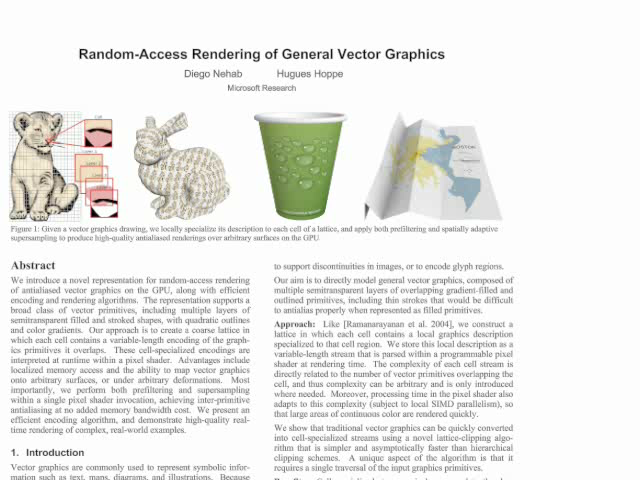 Random-Access Rendering of General Vector Graphics
Diego Nehab Hugues Hoppe
Microsoft Research
BOSTON
Figure 1: Given a vector graphics drawing, we locally specialize its description to each cell of a lattice, and apply both prefiltering and spatially adaptive
supersampling to produce high-quality antialiased renderings over arbitrary surfaces on the GPU
Abstract
We introduce a novel representation for random-access rendering
of antialiased vector graphics on the GPU, along with efficient
encoding and rendering algorithms. The representation supports a
broad class of vector primitives, including multiple layers of
semitransparent filled and stroked shapes, with quadratic outlines
and color gradients. Our approach is to create a coarse lattice in
which each cell contains a variable-length encoding of the graph-
ics primitives it overlaps. These cell-specialized encodings are
interpreted at runtime within a pixel shader. Advantages include
localized memory access and the ability to map vector graphics
onto arbitrary surfaces, or under arbitrary deformations. Most
importantly, we perform both prefiltering and supersampling
within a single pixel shader invocation, achieving inter-primitive
antialiasing at no added memory bandwidth cost. We present an
efficient encoding algorithm, and demonstrate high-quality real-
time rendering of complex, real-world examples.
1. Introduction
Vector graphics are commonly used to represent symbolic infor-
mation such as text, maps, diagrams, and illustrations. Because
to support discontinuities in images, or to encode glyph regions.
Our aim is to directly model general vector graphics, composed of
multiple semitransparent layers of overlapping gradient-filled and
outlined primitives, including thin strokes that would be difficult
to antialias properly when represented as filled primitives.
Approach: Like [Ramanarayanan et al. 2004], we construct a
lattice in which each cell contains a local graphics description
specialized to that cell region. We store this local description as a
variable-length stream that is parsed within a programmable pixel
shader at rendering time. The complexity of each cell stream is
directly related to the number of vector primitives overlapping the
cell, and thus complexity can be arbitrary and is only introduced
where needed. Moreover, processing time in the pixel shader also
adapts to this complexity (subject to local SIMD parallelism), so
that large areas of continuous color are rendered quickly.
We show that traditional vector graphics can be quickly converted
into cell-specialized streams using a novel lattice-clipping algo-
rithm that is simpler and asymptotically faster than hierarchical
clipping schemes. A unique aspect of the algorithm is that it
requires a single traversal of the input graphics primitives.